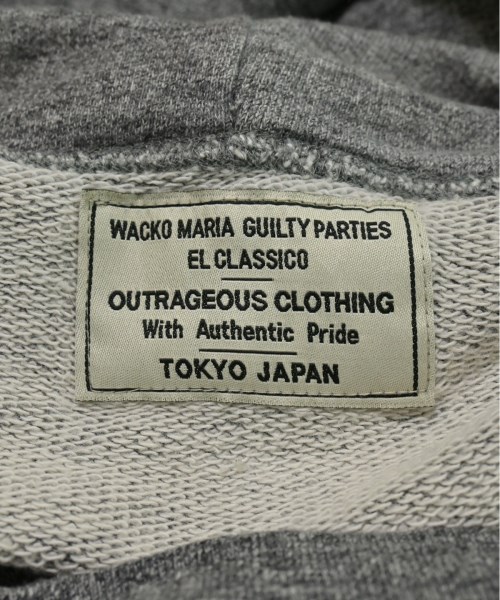 WACKO MARIA GUILTY PARTIES
EL CLASSICO
OUTRAGEOUS CLOTHING
With Authentic Pride
TOKYO JAPAN